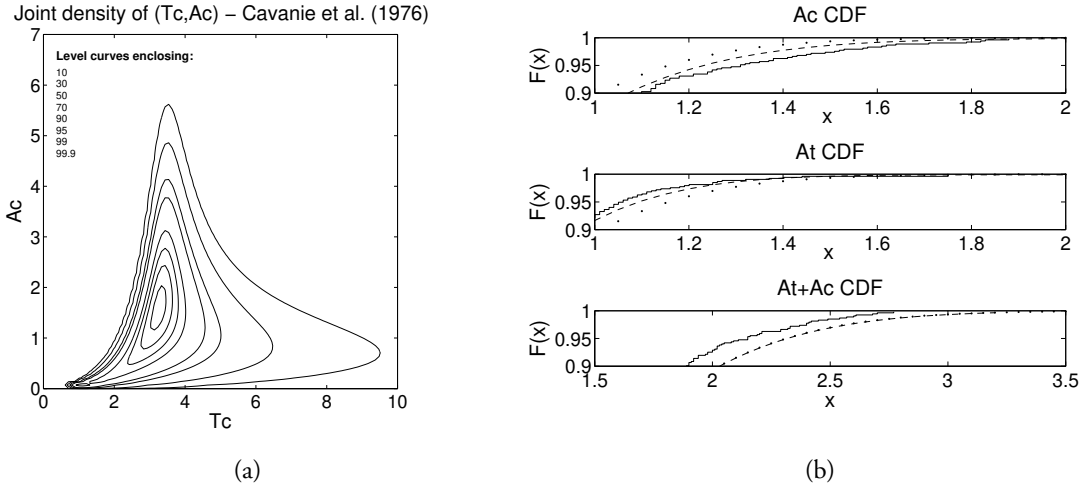 Joint density of (Tc,Ac) − Cavanie et al. (1976)
7
6
5
4
3
2
1
0
Ac
Level curves enclosing:
10
30
50
70
90
95
99
99.9
0 2 4 6 8 10
Tc
(a)
Ac CDF
1
0.95
0.9
F(x)
1 1.2 1.4 1.6 1.8 2
x
At CDF
1
0.95
0.9
F(x)
1 1.2 1.4 1.6 1.8 2
x
At+Ac CDF
1
0.95
0.9
F(x)
1.5 2 2.5 3 3.5
x
(b)